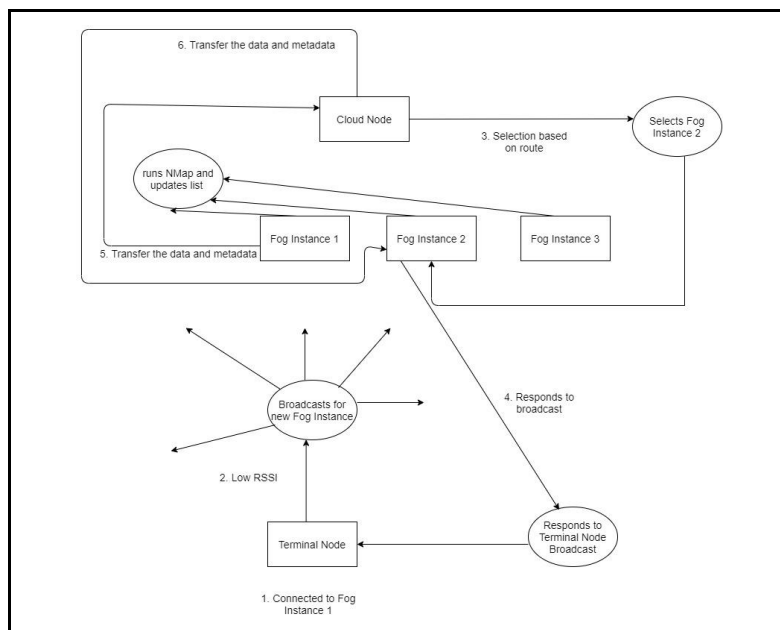 6. Transfer the data and metadata
Cloud Node
Selects Fog
Instance 2
3. Selection based
on route
runs NMap and
updates list
Fog Instance 1
Fog Instance 2
Fog Instance 3
5. Transfer the data and metadata
Broadcasts for
new Fog Instance
4. Responds to
broadcast
2. Low RSSI
Terminal Node
Responds to
Terminal Node
Broadcast
1. Connected to Fog
Instance 1